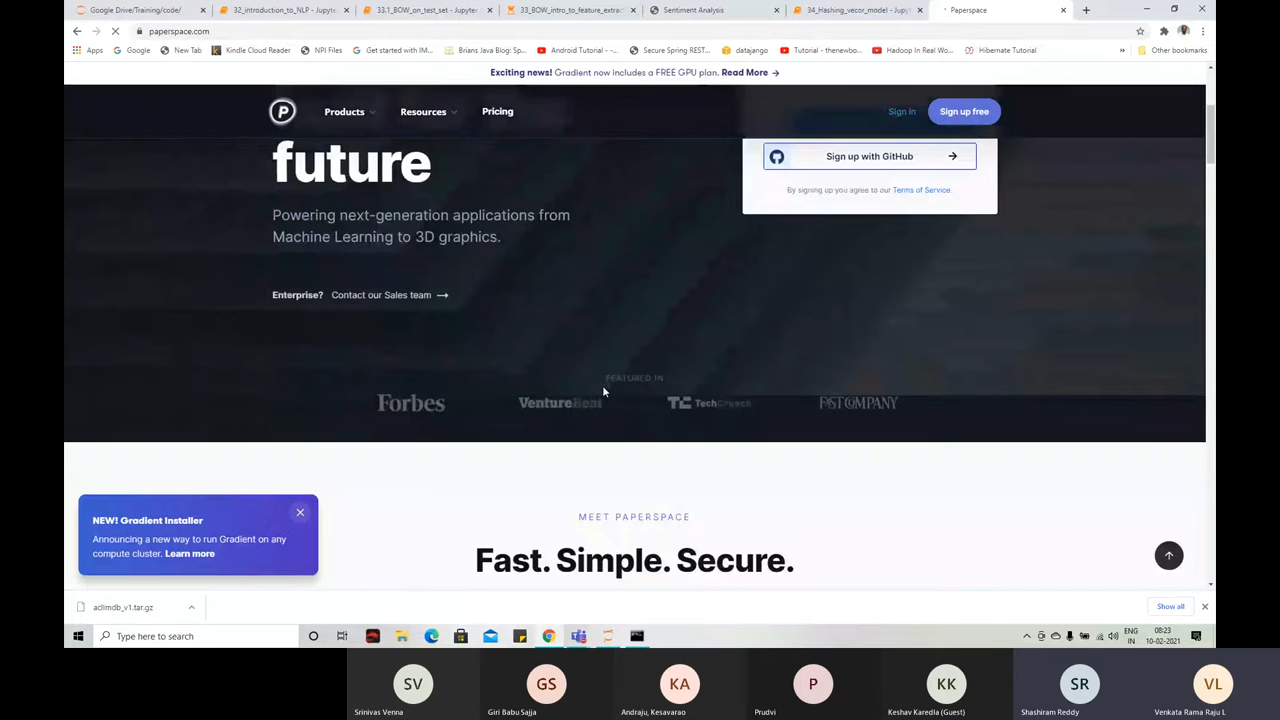 Google Drive/Training/code/
32_introduction_to_NLP - Jupyte
33.1_BOW_on_test_set - Jupyte
33_BOW_intro_to_feature_extrac
Sentiment Analysis
34_Hashing_vecor_model - Jupyt
Paperspace
paperspace.com
Apps
Google
New Tab
Kindle Cloud Reader
NPI Files
Get started with IM...
Brians Java Blog: Sp...
Android Tutorial - -...
Secure Spring REST...
datajango
Tutorial - thenewbo...
Hadoop In Real Wo...
Hibernate Tutorial
»
Other bookmarks
Exciting news! Gradient now includes a FREE GPU plan. Read More →
P
Products
Resources
Pricing
Sign In
Sign up free
future
Sign up with GitHub
By signing up you agree to our Terms of Service.
Powering next-generation applications from
Machine Learning to 3D graphics.
Enterprise? Contact our Sales team →
FEATURED IN
Forbes
VentureBeat
TC TechCrunch
FAST COMPANY
MEET PAPERSPACE
Fast. Simple. Secure.
NEW! Gradient Installer
Announcing a new way to run Gradient on any
compute cluster. Learn more
aclImdb_v1.tar.gz
Show all
Type here to search
ENG
IN
08:23
10-02-2021
SV
GS
KA
P
KK
SR
VL
Srinivas Venna
Giri Babu Sajja
Andraju, Kesavarao
Prudvi
Keshav Karedla (Guest)
Shashiram Reddy
Venkata Rama Raju L